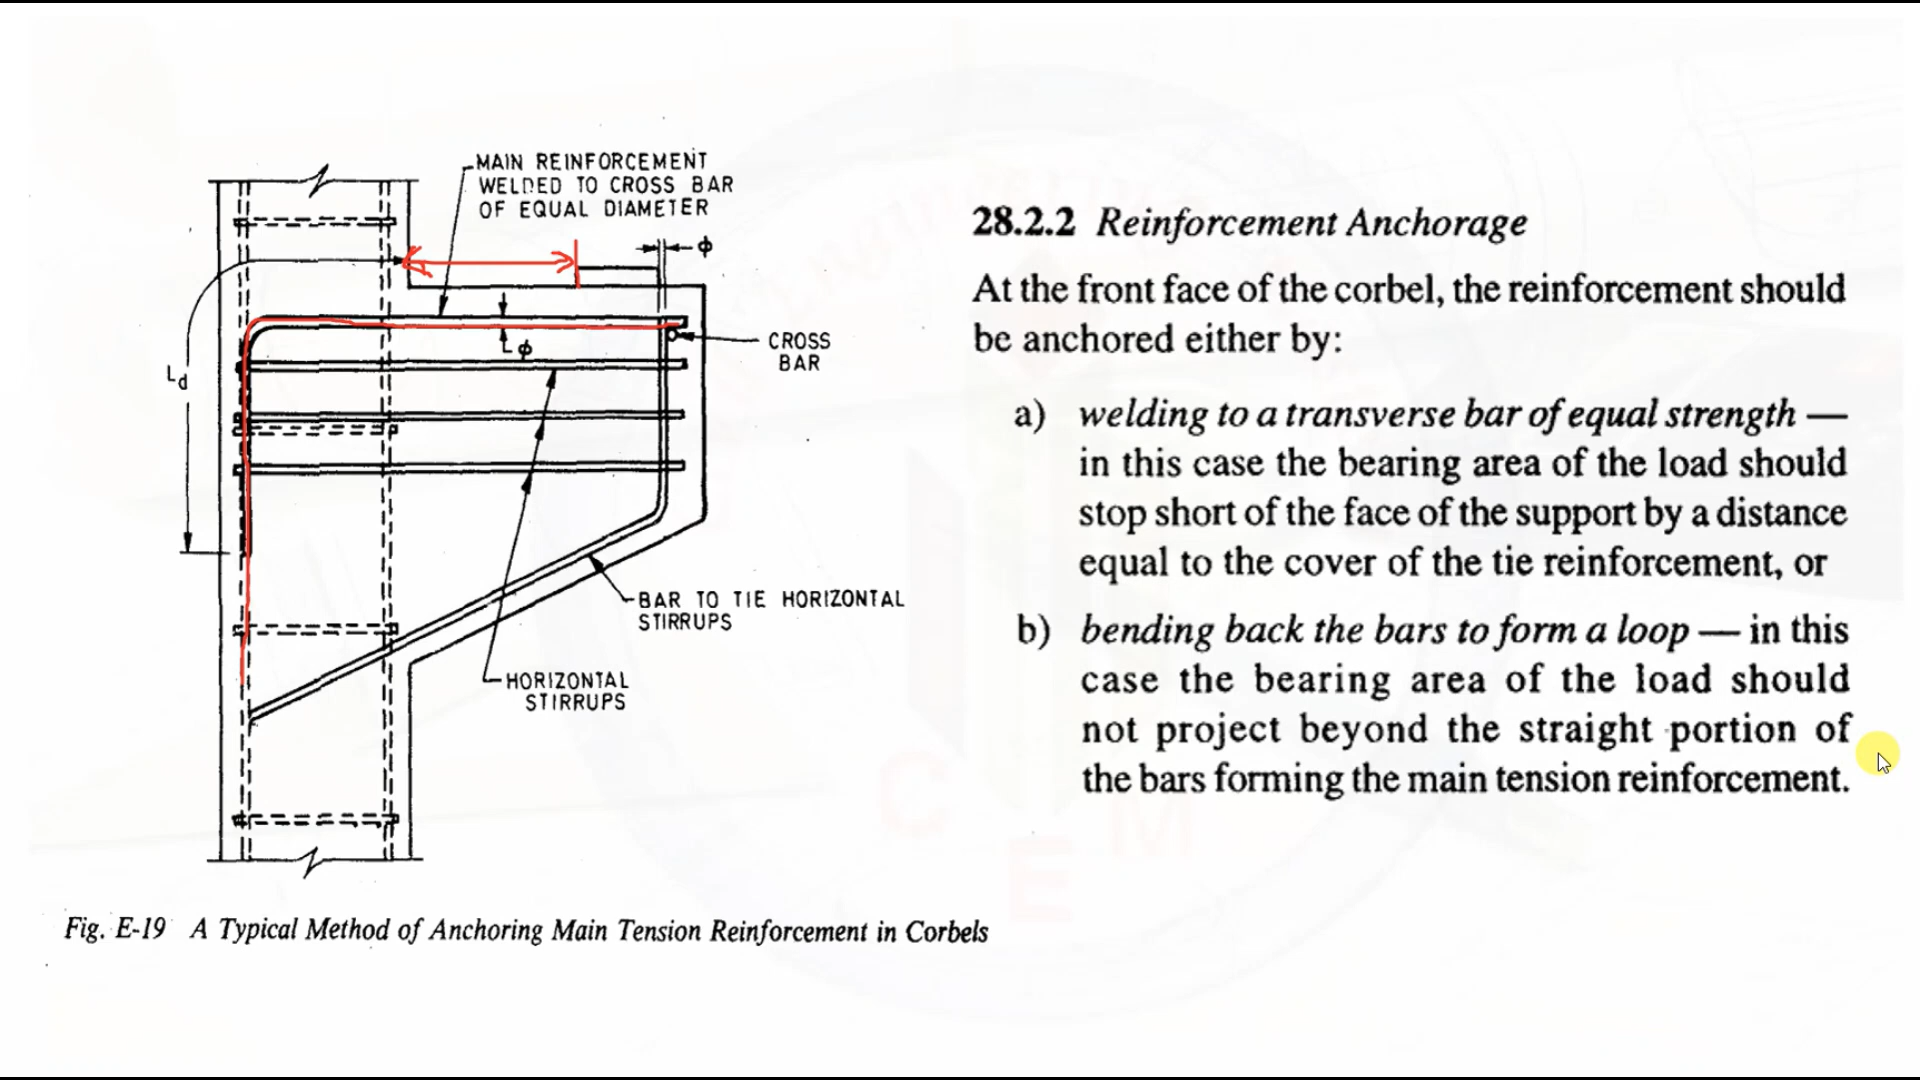 MAIN REINFORCEMENT
WELDED TO CROSS BAR
OF EQUAL DIAMETER
ϕ
CROSS
BAR
ϕ
Ld
BAR TO TIE HORIZONTAL
STIRRUPS
HORIZONTAL
STIRRUPS
Fig. E-19 A Typical Method of Anchoring Main Tension Reinforcement in Corbels
28.2.2 Reinforcement Anchorage
At the front face of the corbel, the reinforcement should
be anchored either by:
a) welding to a transverse bar of equal strength —
in this case the bearing area of the load should
stop short of the face of the support by a distance
equal to the cover of the tie reinforcement, or
b) bending back the bars to form a loop — in this
case the bearing area of the load should
not project beyond the straight portion of
the bars forming the main tension reinforcement.
C
E
M